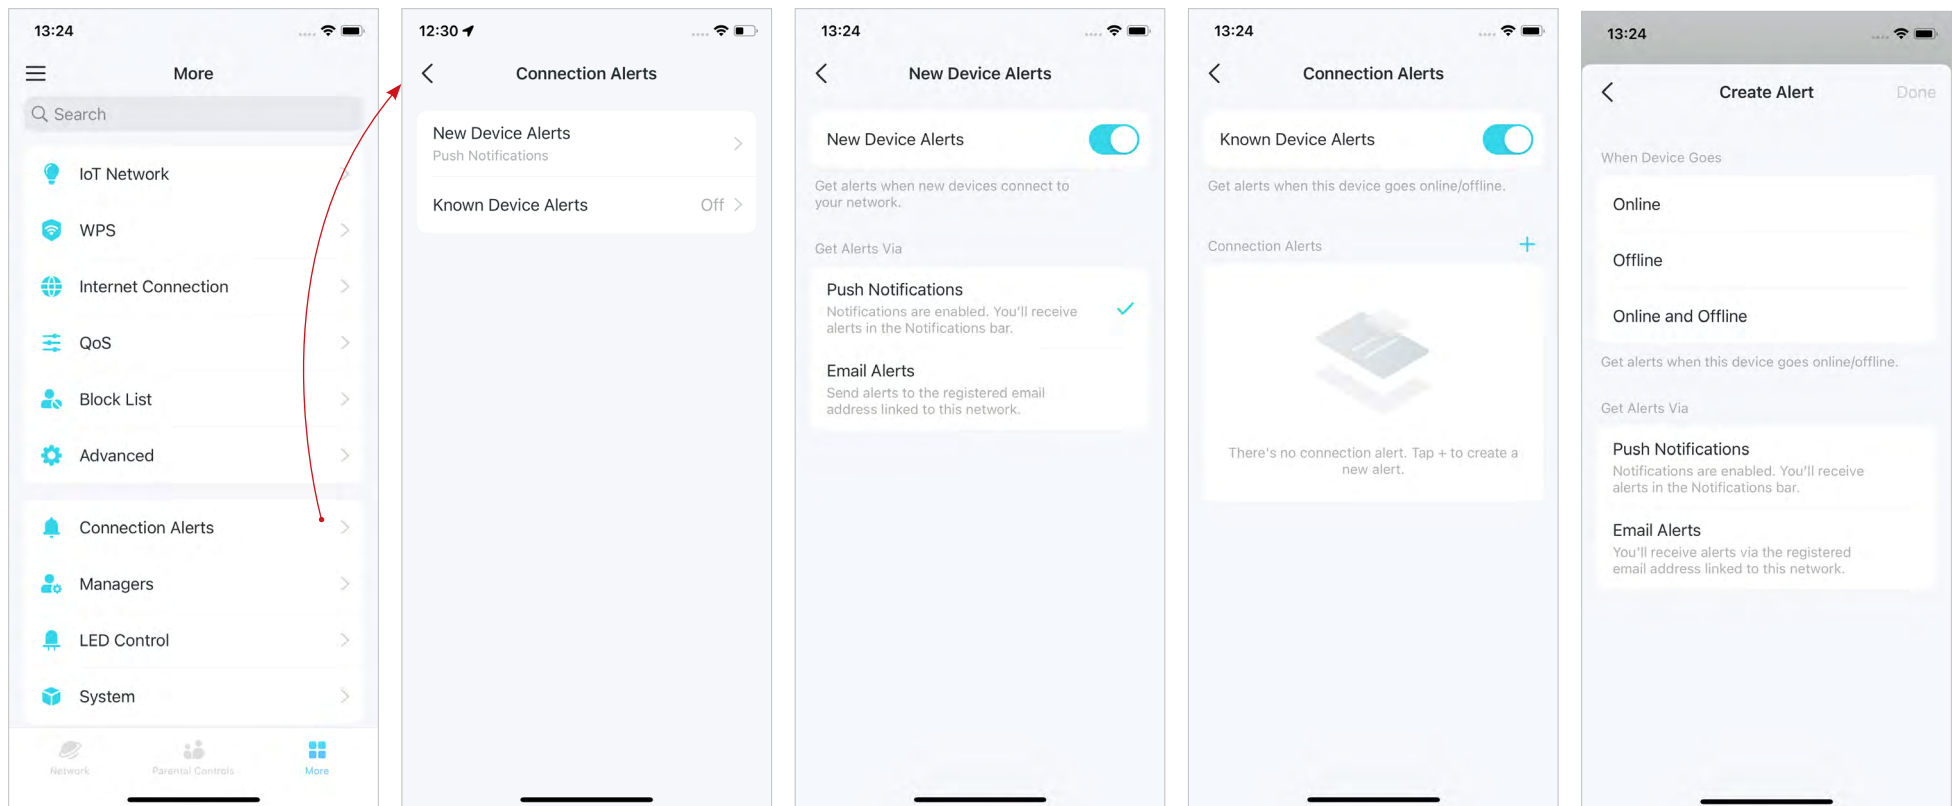 13:24
More
Search
IoT Network
WPS
Internet Connection
QoS
Block List
Advanced
Connection Alerts
Managers
LED Control
System
Network
Parental Controls
More
12:30
Connection Alerts
New Device Alerts
Push Notifications
Known Device Alerts
Off
13:24
New Device Alerts
New Device Alerts
Get alerts when new devices connect to
your network.
Get Alerts Via
Push Notifications
Notifications are enabled. You'll receive
alerts in the Notifications bar.
Email Alerts
Send alerts to the registered email
address linked to this network.
13:24
Connection Alerts
Known Device Alerts
Get alerts when this device goes online/offline.
Connection Alerts
+
There's no connection alert. Tap + to create a
new alert.
13:24
Create Alert
Done
When Device Goes
Online
Offline
Online and Offline
Get alerts when this device goes online/offline.
Get Alerts Via
Push Notifications
Notifications are enabled. You'll receive
alerts in the Notifications bar.
Email Alerts
You'll receive alerts via the registered
email address linked to this network.